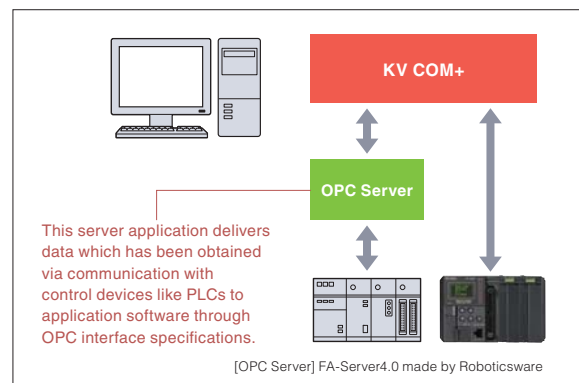 KV COM+
OPC Server
This server application delivers
data which has been obtained
via communication with
control devices like PLCs to
application software through
OPC interface specifications.
[OPC Server] FA-Server4.0 made by Roboticsware